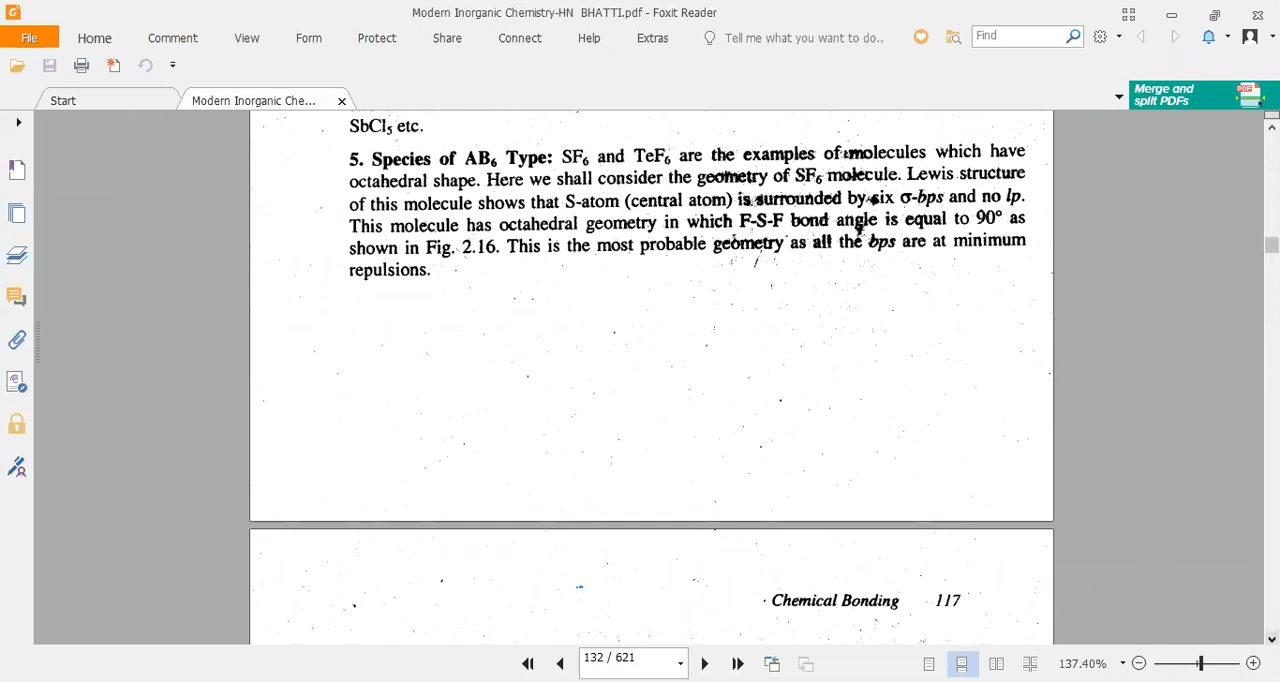 Modern Inorganic Chemistry-HN BHATTI.pdf - Foxit Reader
File Home Comment View Form Protect Share Connect Help Extras Tell me what you want to do.. Find
Start Modern Inorganic Che... Merge and
split PDFs
SbCl₅ etc.
5. Species of AB₆ Type: SF₆ and TeF₆ are the examples of molecules which have
octahedral shape. Here we shall consider the geometry of SF₆ molecule. Lewis structure
of this molecule shows that S-atom (central atom) is surrounded by six σ-bps and no lp.
This molecule has octahedral geometry in which F-S-F bond angle is equal to 90° as
shown in Fig. 2.16. This is the most probable geometry as all the bps are at minimum
repulsions.
Chemical Bonding 117
132 / 621 137.40%